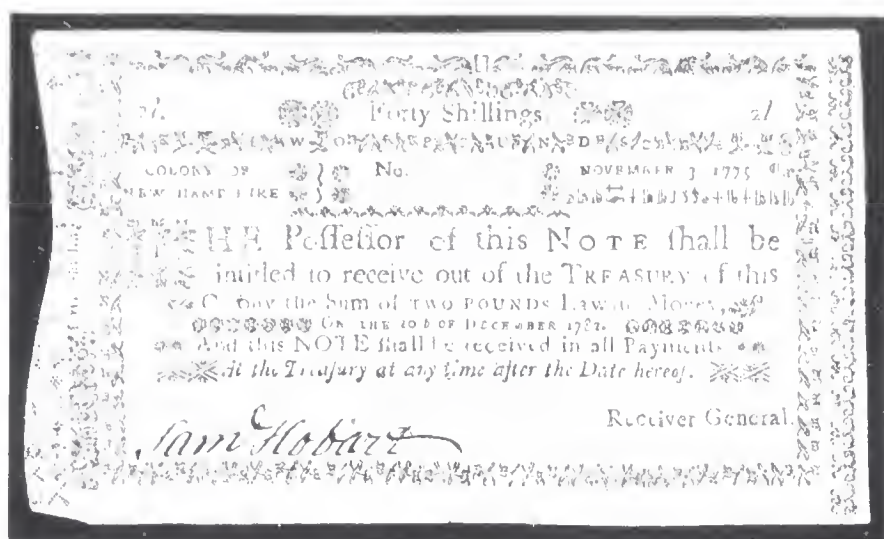 Forty Shillings
2/. 2/
LAWFUL
COLONY OF No. NOVEMBER 3 1775
NEW HAMPSHIRE
THE Poſſeſſor of this NOTE ſhall be
intitled to receive out of the TREASURY of this
Colony the Sum of TWO POUNDS Lawful Money,
ON THE 20th OF DECEMBER 1782.
And this NOTE ſhall be received in all Payments
At the Treaſury at any time after the Date hereof.
Receiver General.
Sam Hobart